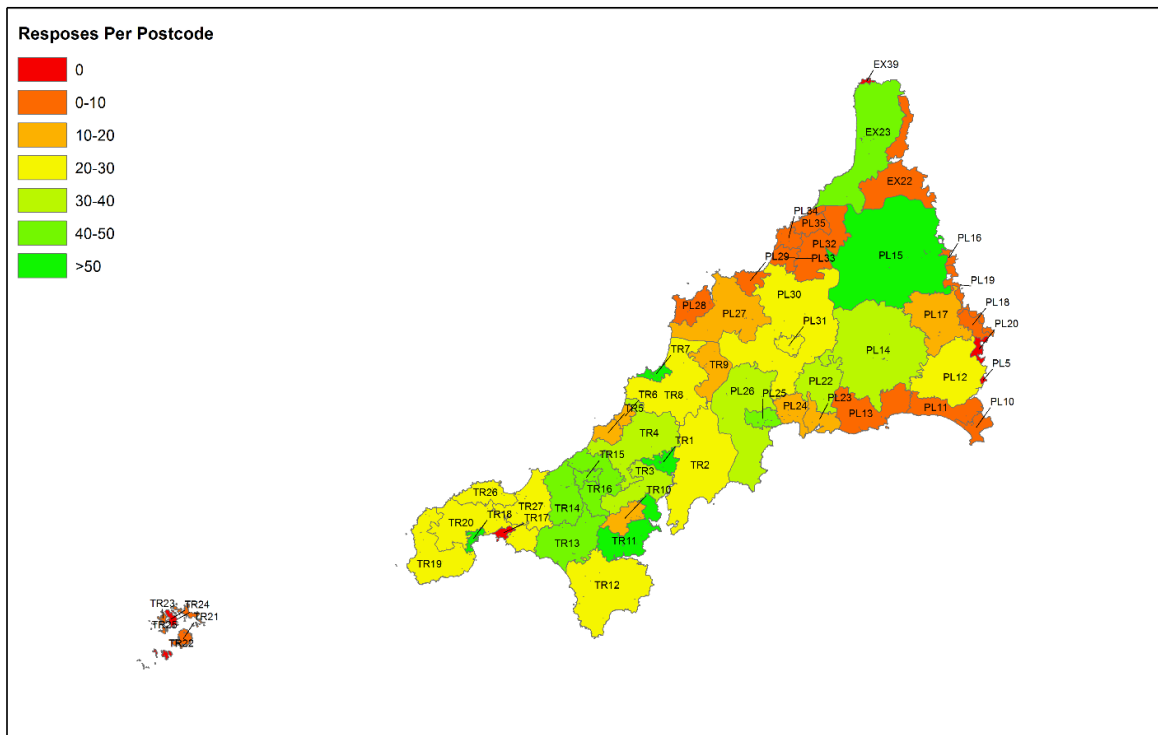 Resposes Per Postcode
0
0-10
10-20
20-30
30-40
40-50
>50
EX39
EX23
EX22
PL34
PL35
PL32
PL16
PL29
PL33
PL15
PL19
PL30
PL28
PL27
PL18
PL17
PL31
PL20
TR7
PL14
PL5
TR9
PL12
TR6
TR8
PL26
PL25
PL22
PL23
PL24
PL13
PL11
PL10
TR5
TR4
TR1
TR15
TR3
TR2
TR16
TR10
TR26
TR27
TR14
TR18
TR17
TR20
TR13
TR11
TR19
TR12
TR23
TR24
TR21
TR22